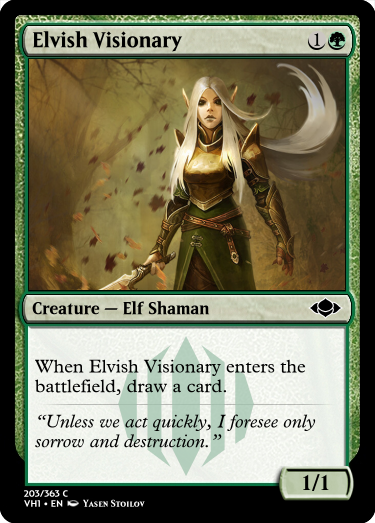 Elvish Visionary 1
Creature — Elf Shaman
When Elvish Visionary enters the
battlefield, draw a card.
“Unless we act quickly, I foresee only
sorrow and destruction.”
1/1
203/363 C
VH1 • EN Yasen Stoilov